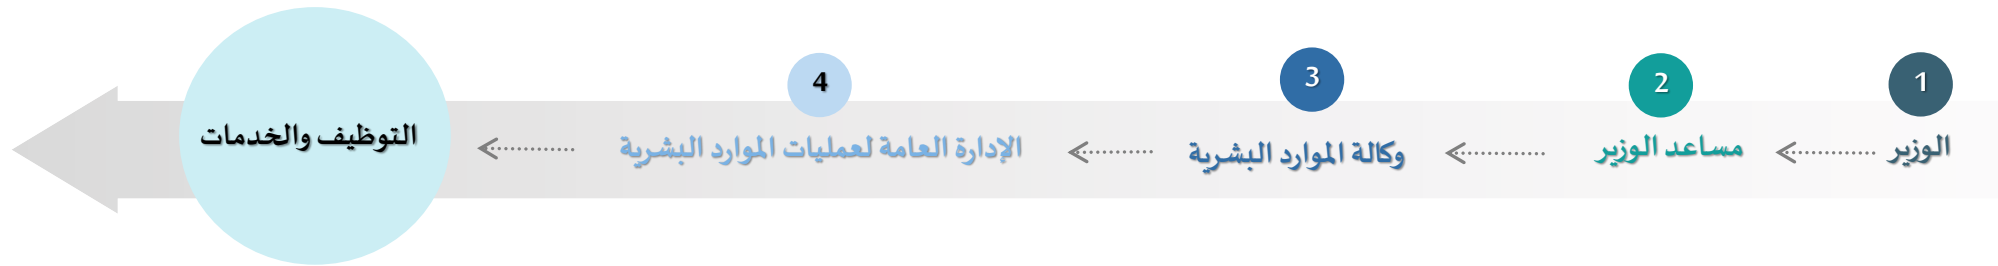 1
الوزير
2
مساعد الوزير
3
وكالة الموارد البشرية
4
الإدارة العامة لعمليات الموارد البشرية
التوظيف والخدمات